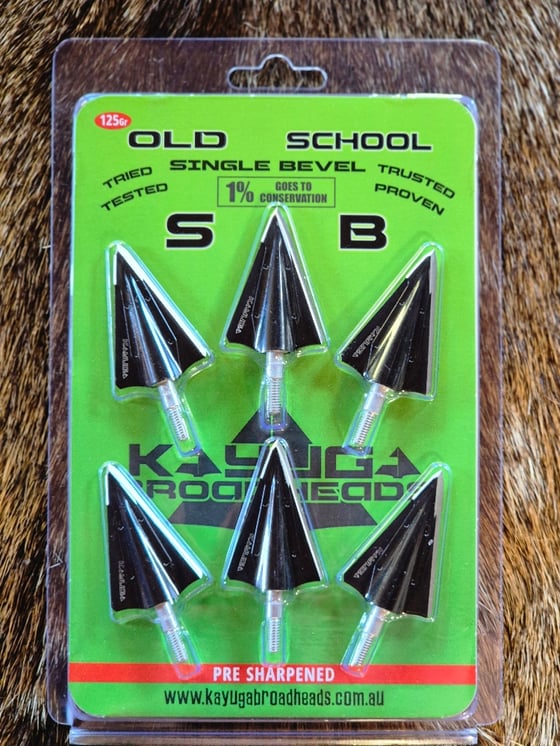 125Gr
OLD SCHOOL
SINGLE BEVEL
TRIED
TESTED
1% GOES TO
CONSERVATION
TRUSTED
PROVEN
S B
KAYUGA
BROADHEADS
PRE SHARPENED
www.kayugabroadheads.com.au